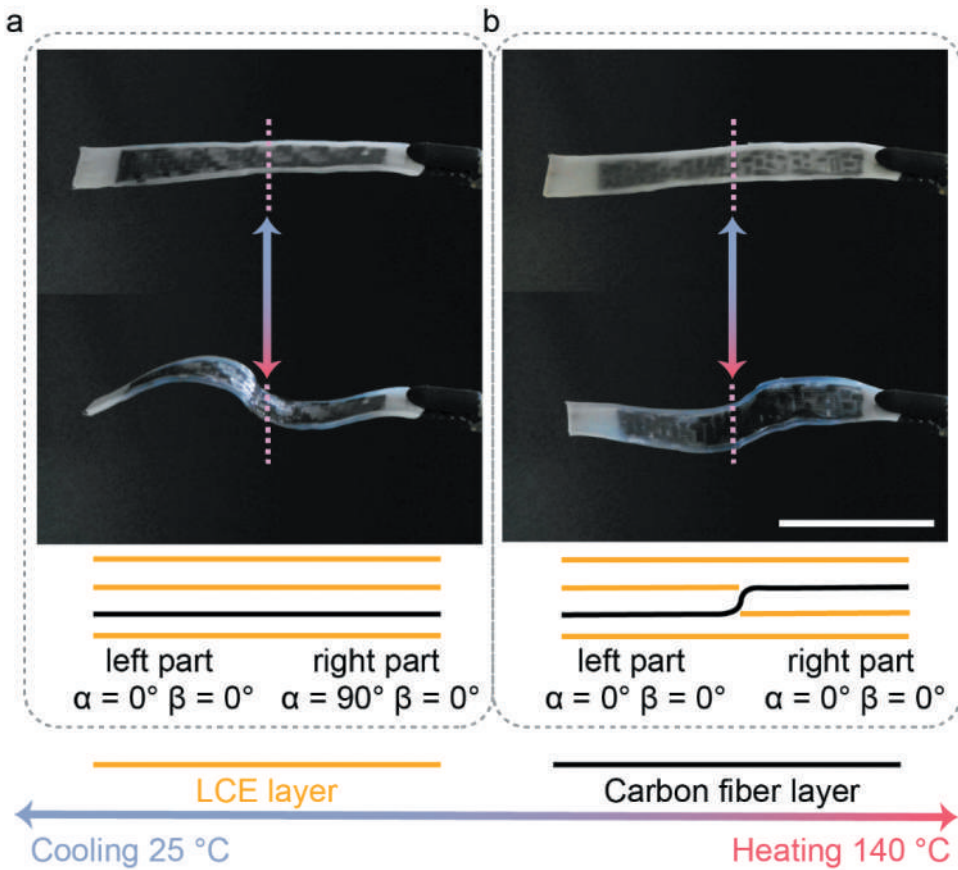 a
b
left part
right part
α = 0° β = 0°
α = 90° β = 0°
left part
right part
α = 0° β = 0°
α = 0° β = 0°
LCE layer
Carbon fiber layer
Cooling 25 °C
Heating 140 °C